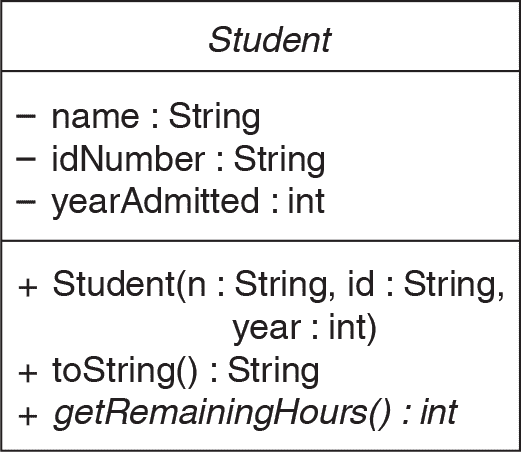 Student
– name : String
– idNumber : String
– yearAdmitted : int
+ Student(n : String, id : String,
year : int)
+ toString() : String
+ getRemainingHours() : int